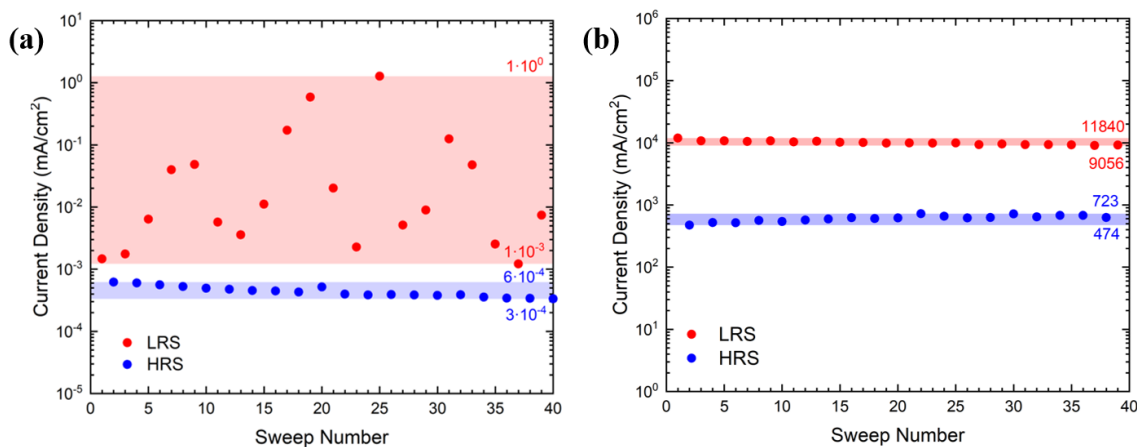 (a)
Current Density (mA/cm²)
10¹
10⁰
10⁻¹
10⁻²
10⁻³
10⁻⁴
10⁻⁵
1·10⁰
1·10⁻³
6·10⁻⁴
3·10⁻⁴
LRS
HRS
0 5 10 15 20 25 30 35 40
Sweep Number
(b)
Current Density (mA/cm²)
10⁶
10⁵
10⁴
10³
10²
10¹
10⁰
11840
9056
723
474
LRS
HRS
0 5 10 15 20 25 30 35 40
Sweep Number